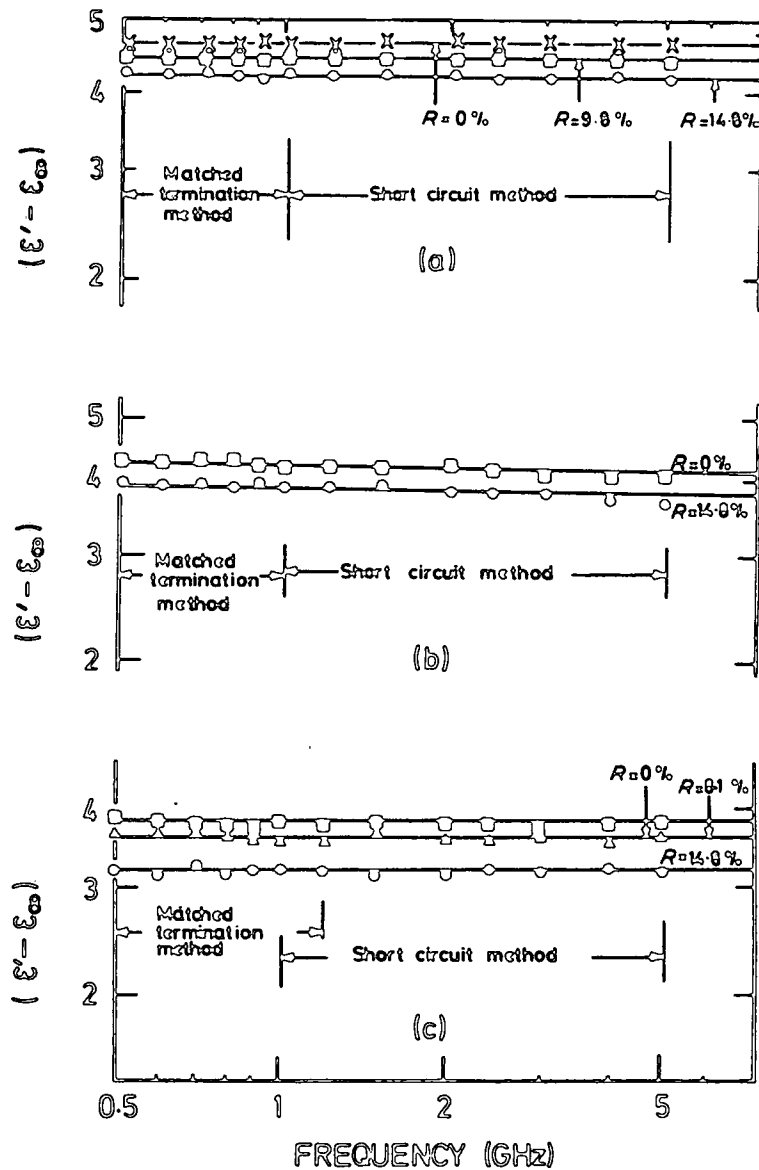 5
4
R=0%
R=9.8%
R=14.8%
3
Matched
termination
method
Short circuit method
(ε' - ε∞)
2
(a)
5
4
R=0%
R=14.8%
3
Matched
termination
method
Short circuit method
(ε' - ε∞)
2
(b)
R=0%
R=8.1 %
4
R=14.8%
3
Matched
termination
method
Short circuit method
(ε' - ε∞)
2
(c)
0.5
1
2
5
FREQUENCY (GHz)